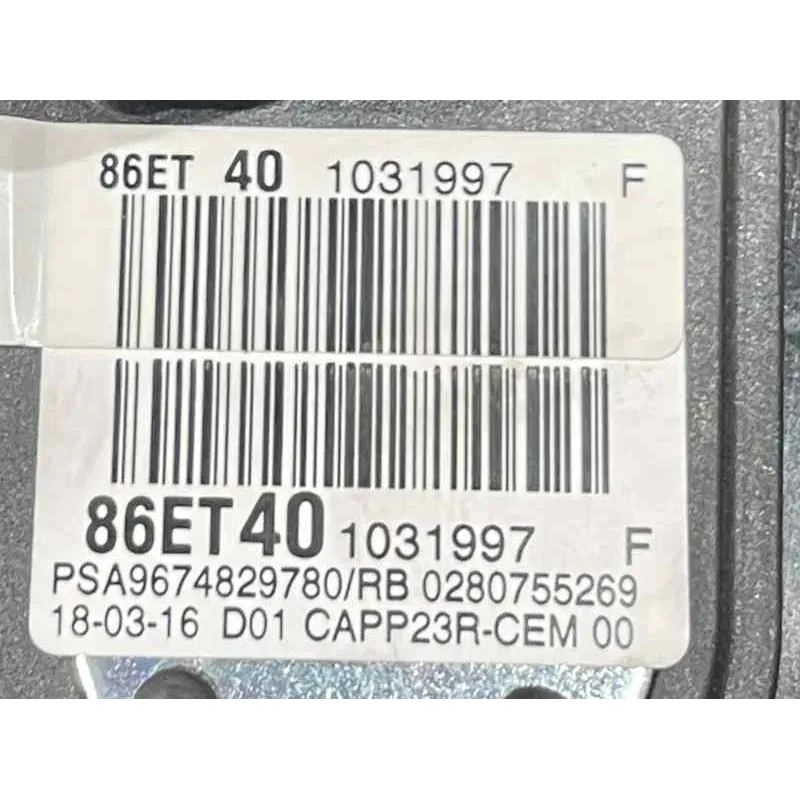 86ET 40 1031997 F
86ET40 1031997 F
PSA9674829780/RB 0280755269
18-03-16 D01 CAPP23R-CEM 00